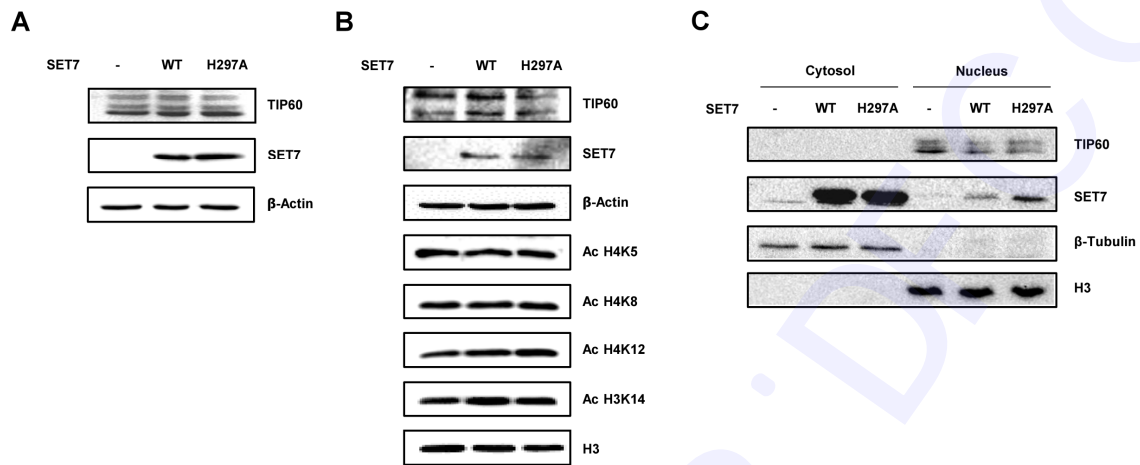 A
SET7 - WT H297A
TIP60
SET7
β-Actin
B
SET7 - WT H297A
TIP60
SET7
β-Actin
Ac H4K5
Ac H4K8
Ac H4K12
Ac H3K14
H3
C
Cytosol Nucleus
SET7 - WT H297A - WT H297A
TIP60
SET7
β-Tubulin
H3